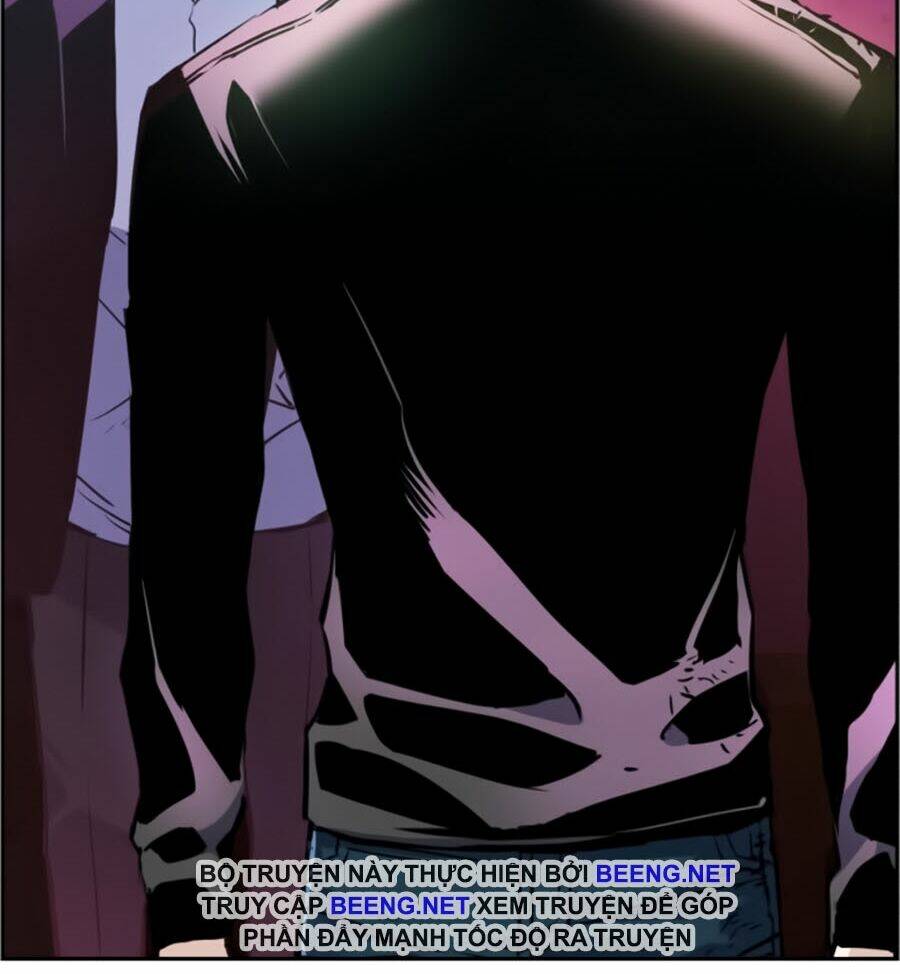 BỘ TRUYỆN NÀY THỰC HIỆN BỞI BEENG.NET
TRUY CẬP BEENG.NET XEM TRUYỆN ĐỂ GÓP
PHẦN ĐẨY MẠNH TỐC ĐỘ RA TRUYỆN